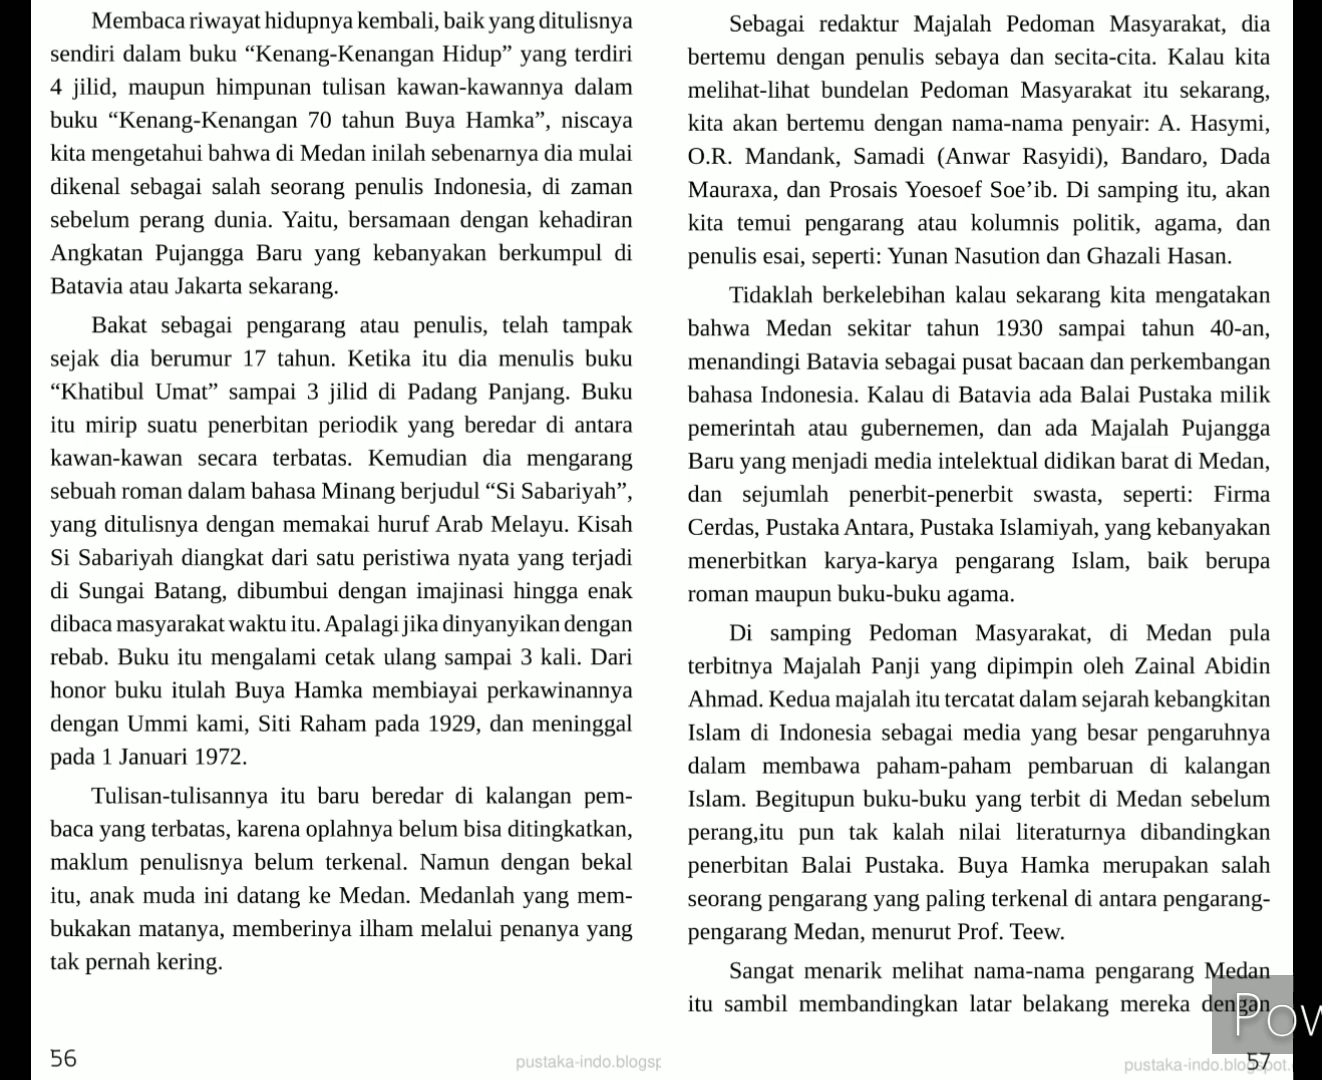 Membaca riwayat hidupnya kembali, baik yang ditulisnya
sendiri dalam buku “Kenang-Kenangan Hidup” yang terdiri
4 jilid, maupun himpunan tulisan kawan-kawannya dalam
buku “Kenang-Kenangan 70 tahun Buya Hamka”, niscaya
kita mengetahui bahwa di Medan inilah sebenarnya dia mulai
dikenal sebagai salah seorang penulis Indonesia, di zaman
sebelum perang dunia. Yaitu, bersamaan dengan kehadiran
Angkatan Pujangga Baru yang kebanyakan berkumpul di
Batavia atau Jakarta sekarang.
Bakat sebagai pengarang atau penulis, telah tampak
sejak dia berumur 17 tahun. Ketika itu dia menulis buku
“Khatibul Umat” sampai 3 jilid di Padang Panjang. Buku
itu mirip suatu penerbitan periodik yang beredar di antara
kawan-kawan secara terbatas. Kemudian dia mengarang
sebuah roman dalam bahasa Minang berjudul “Si Sabariyah”,
yang ditulisnya dengan memakai huruf Arab Melayu. Kisah
Si Sabariyah diangkat dari satu peristiwa nyata yang terjadi
di Sungai Batang, dibumbui dengan imajinasi hingga enak
dibaca masyarakat waktu itu. Apalagi jika dinyanyikan dengan
rebab. Buku itu mengalami cetak ulang sampai 3 kali. Dari
honor buku itulah Buya Hamka membiayai perkawinannya
dengan Ummi kami, Siti Raham pada 1929, dan meninggal
pada 1 Januari 1972.
Tulisan-tulisannya itu baru beredar di kalangan pem-
baca yang terbatas, karena oplahnya belum bisa ditingkatkan,
maklum penulisnya belum terkenal. Namun dengan bekal
itu, anak muda ini datang ke Medan. Medanlah yang mem-
bukakan matanya, memberinya ilham melalui penanya yang
tak pernah kering.
56
pustaka-indo.blogsp
Sebagai redaktur Majalah Pedoman Masyarakat, dia
bertemu dengan penulis sebaya dan secita-cita. Kalau kita
melihat-lihat bundelan Pedoman Masyarakat itu sekarang,
kita akan bertemu dengan nama-nama penyair: A. Hasymi,
O.R. Mandank, Samadi (Anwar Rasyidi), Bandaro, Dada
Mauraxa, dan Prosais Yoesoef Soe’ib. Di samping itu, akan
kita temui pengarang atau kolumnis politik, agama, dan
penulis esai, seperti: Yunan Nasution dan Ghazali Hasan.
Tidaklah berkelebihan kalau sekarang kita mengatakan
bahwa Medan sekitar tahun 1930 sampai tahun 40-an,
menandingi Batavia sebagai pusat bacaan dan perkembangan
bahasa Indonesia. Kalau di Batavia ada Balai Pustaka milik
pemerintah atau gubernemen, dan ada Majalah Pujangga
Baru yang menjadi media intelektual didikan barat di Medan,
dan sejumlah penerbit-penerbit swasta, seperti: Firma
Cerdas, Pustaka Antara, Pustaka Islamiyah, yang kebanyakan
menerbitkan karya-karya pengarang Islam, baik berupa
roman maupun buku-buku agama.
Di samping Pedoman Masyarakat, di Medan pula
terbitnya Majalah Panji yang dipimpin oleh Zainal Abidin
Ahmad. Kedua majalah itu tercatat dalam sejarah kebangkitan
Islam di Indonesia sebagai media yang besar pengaruhnya
dalam membawa paham-paham pembaruan di kalangan
Islam. Begitupun buku-buku yang terbit di Medan sebelum
perang,itu pun tak kalah nilai literaturnya dibandingkan
penerbitan Balai Pustaka. Buya Hamka merupakan salah
seorang pengarang yang paling terkenal di antara pengarang-
pengarang Medan, menurut Prof. Teew.
Sangat menarik melihat nama-nama pengarang Medan
itu sambil membandingkan latar belakang mereka dengan
Pow
57
pustaka-indo.blogspot.